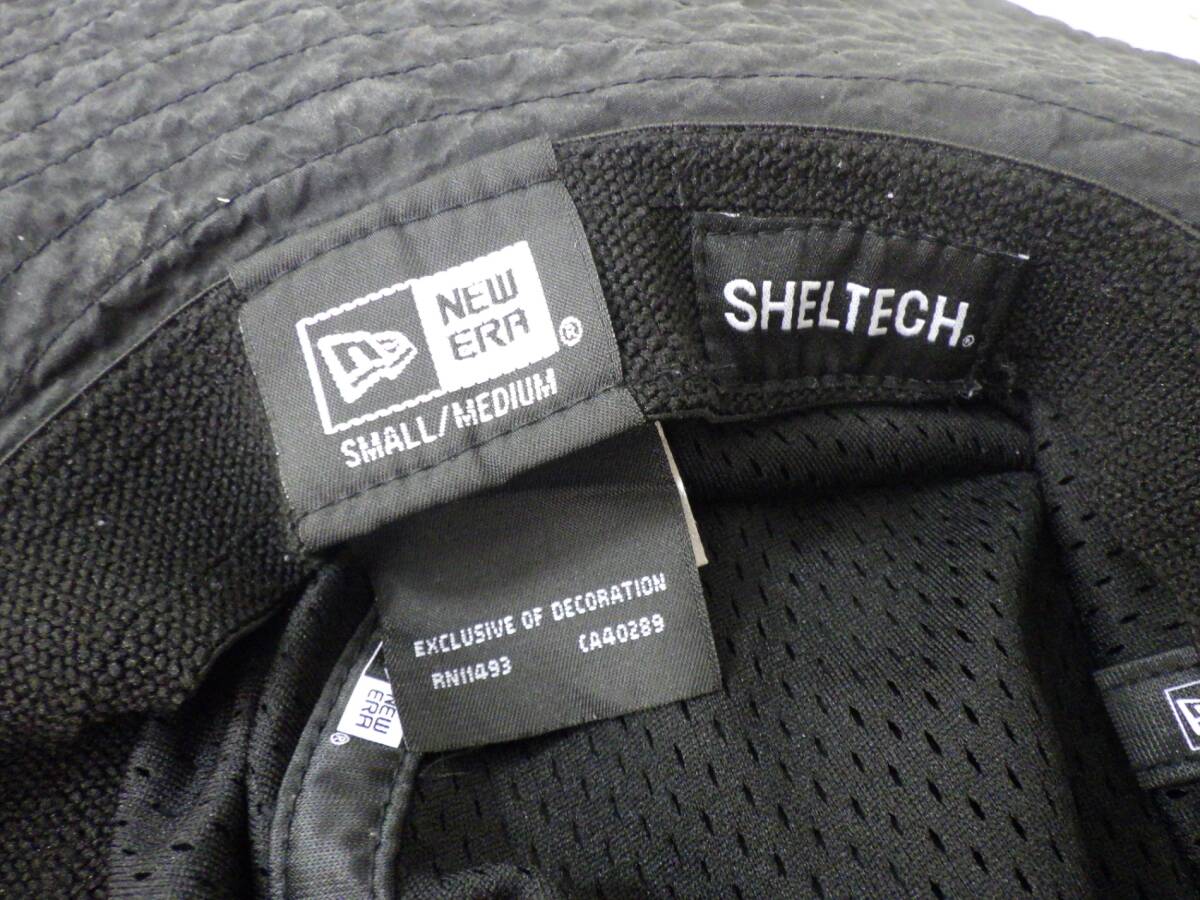 NEW
ERA®
SMALL/MEDIUM
SHELTECH®
EXCLUSIVE OF DECORATION
RN11493 CA40289
NEW
ERA®